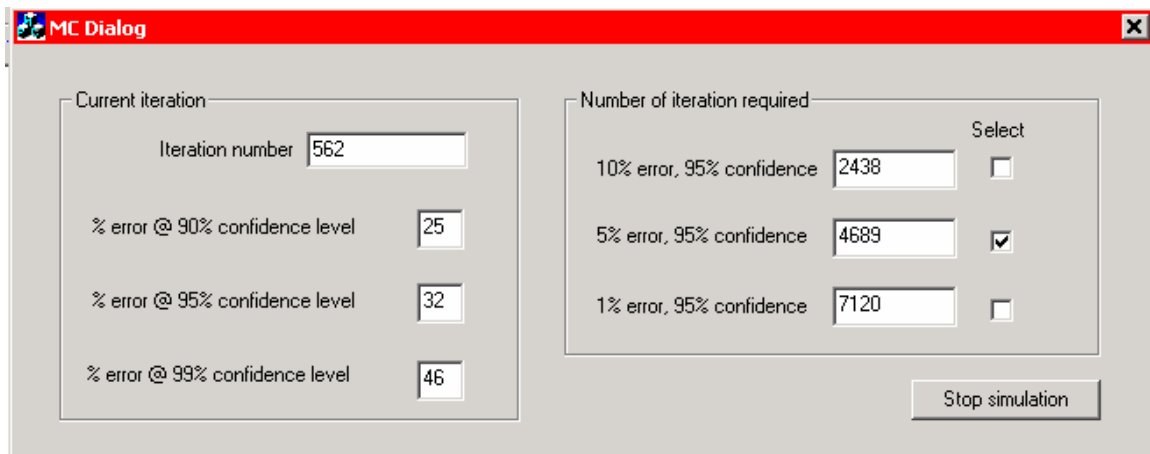 MC Dialog
Current iteration
Iteration number 562
% error @ 90% confidence level 25
% error @ 95% confidence level 32
% error @ 99% confidence level 46
Number of iteration required
Select
10% error, 95% confidence 2438
5% error, 95% confidence 4689
1% error, 95% confidence 7120
Stop simulation